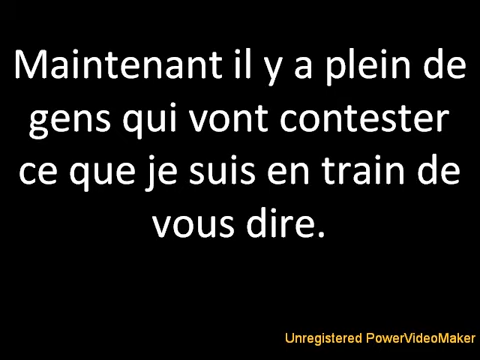 Maintenant il y a plein de
gens qui vont contester
ce que je suis en train de
vous dire.
Unregistered PowerVideoMaker